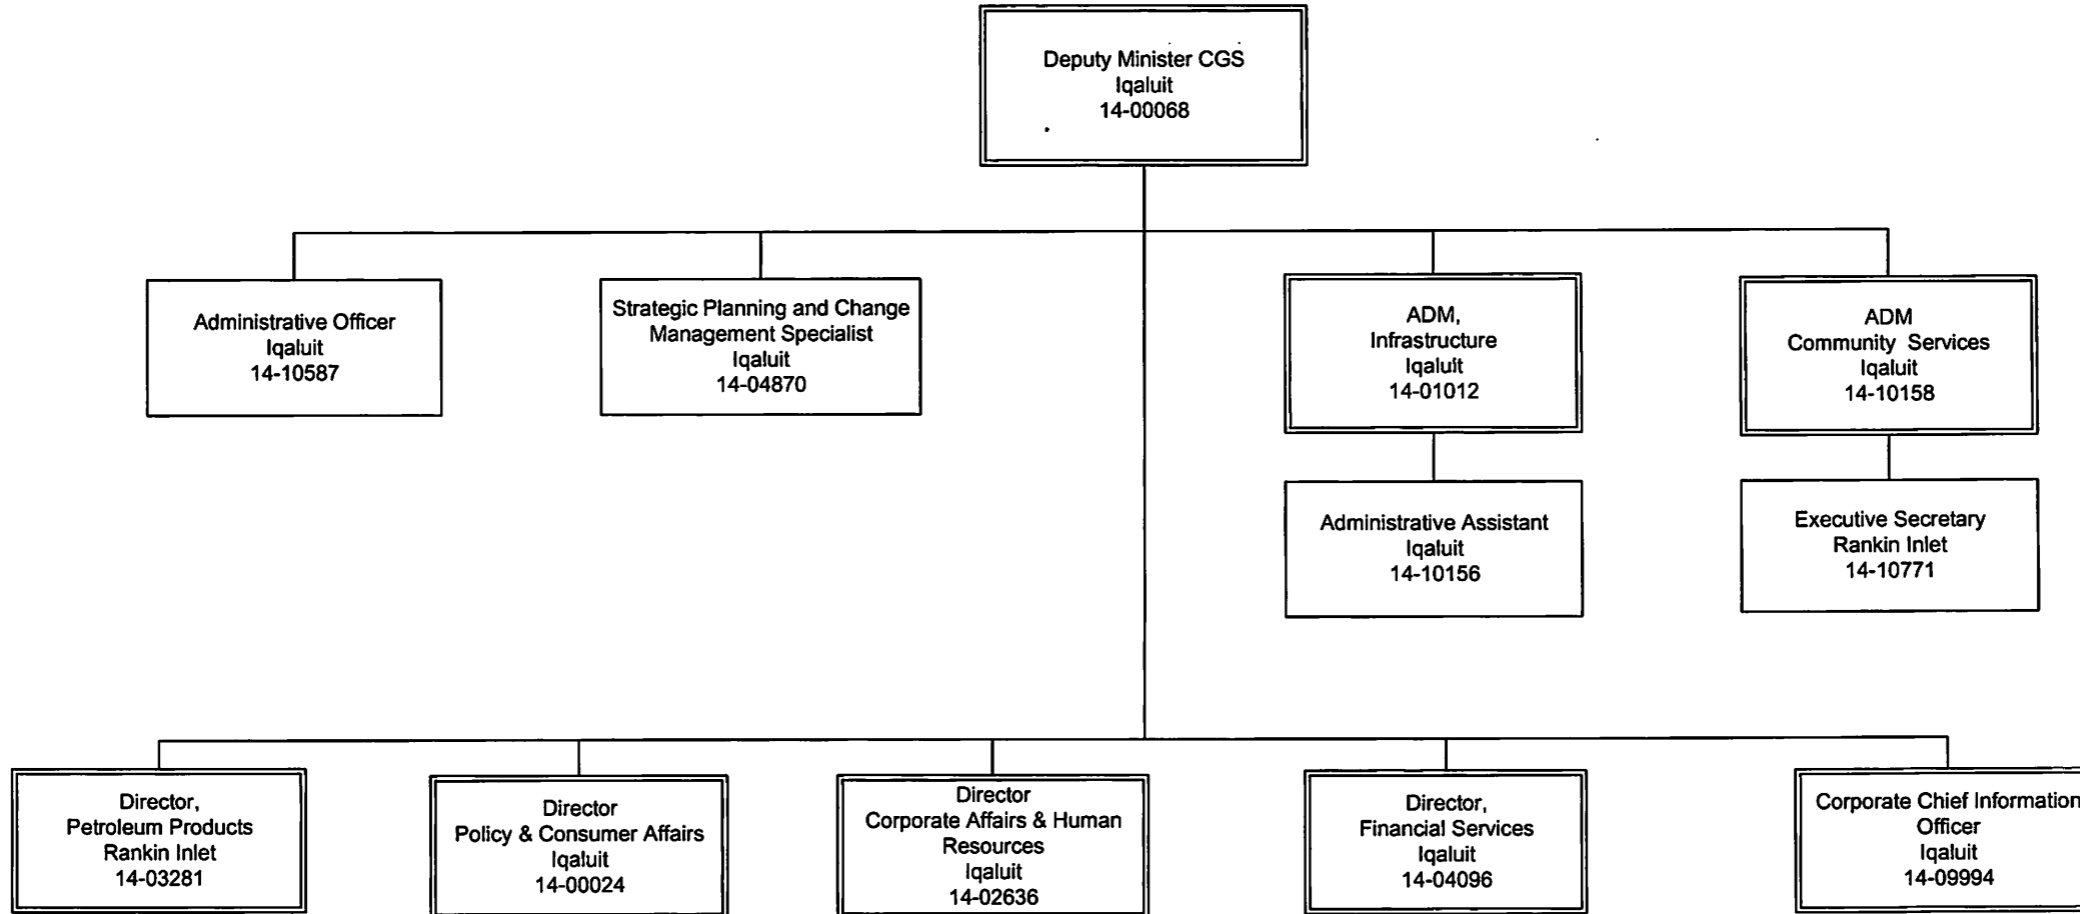 Deputy Minister CGS
Iqaluit
14-00068
Administrative Officer
Iqaluit
14-10587
Strategic Planning and Change
Management Specialist
Iqaluit
14-04870
ADM,
Infrastructure
Iqaluit
14-01012
ADM
Community Services
Iqaluit
14-10158
Administrative Assistant
Iqaluit
14-10156
Executive Secretary
Rankin Inlet
14-10771
Director,
Petroleum Products
Rankin Inlet
14-03281
Director
Policy & Consumer Affairs
Iqaluit
14-00024
Director
Corporate Affairs & Human
Resources
Iqaluit
14-02636
Director,
Financial Services
Iqaluit
14-04096
Corporate Chief Information
Officer
Iqaluit
14-09994